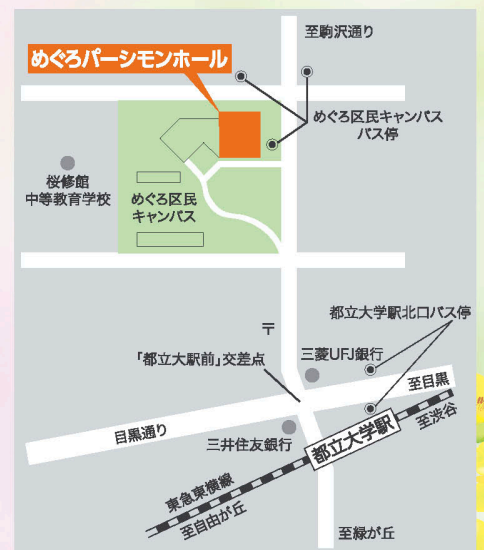 至駒沢通り
めぐろパーシモンホール
めぐろ区民キャンパス
バス停
桜修館
中等教育学校
めぐろ区民
キャンパス
〒
都立大学駅北口バス停
三菱UFJ銀行
「都立大駅前」交差点
至目黒
目黒通り
三井住友銀行
都立大学駅
至渋谷
東急東横線
至自由が丘
至緑が丘